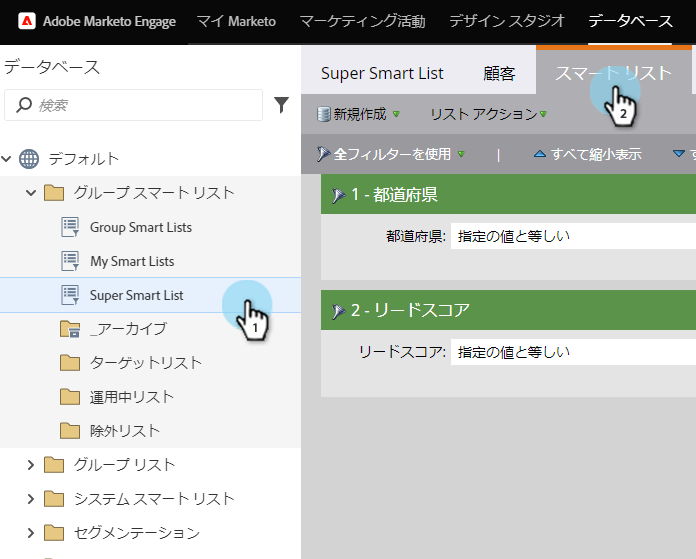 Adobe Marketo Engage マイ Marketo マーケティング活動 デザイン スタジオ データベース
データベース
検索
デフォルト
グループ スマート リスト
Group Smart Lists
My Smart Lists
Super Smart List
1
_アーカイブ
ターゲットリスト
運用中リスト
除外リスト
グループ リスト
システム スマート リスト
セグメンテーション
Super Smart List 顧客 スマート リスト
2
新規作成 リスト アクション
全フィルターを使用 | すべて縮小表示
1 - 都道府県
都道府県: 指定の値と等しい
2 - リードスコア
リードスコア: 指定の値と等しい